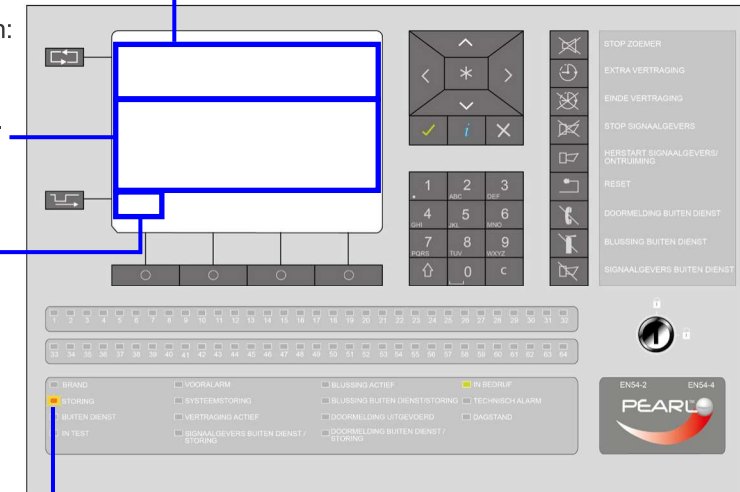 n:
STOP ZOEMER
EXTRA VERTRAGING
EINDE VERTRAGING
STOP SIGNAALGEVERS
HERSTART SIGNAALGEVERS/
ONTRUIMING
RESET
DOORMELDING BUITEN DIENST
BLUSSING BUITEN DIENST
SIGNAALGEVERS BUITEN DIENST
i
1 2 3
. ABC DEF
4 5 6
GHI JKL MNO
7 8 9
PQRS TUV WXYZ
0 C
1 2 3 4 5 6 7 8 9 10 11 12 13 14 15 16 17 18 19 20 21 22 23 24 25 26 27 28 29 30 31 32
33 34 35 36 37 38 39 40 41 42 43 44 45 46 47 48 49 50 51 52 53 54 55 56 57 58 59 60 61 62 63 64
BRAND VOORALARM BLUSSING ACTIEF IN BEDRIJF
STORING SYSTEEMSTORING BLUSSING BUITEN DIENST/STORING TECHNISCH ALARM
BUITEN DIENST VERTRAGING ACTIEF DOORMELDING UITGEVOERD DAGSTAND
IN TEST SIGNAALGEVERS BUITEN DIENST / STORING DOORMELDING BUITEN DIENST / STORING
EN54-2 EN54-4
PEARL